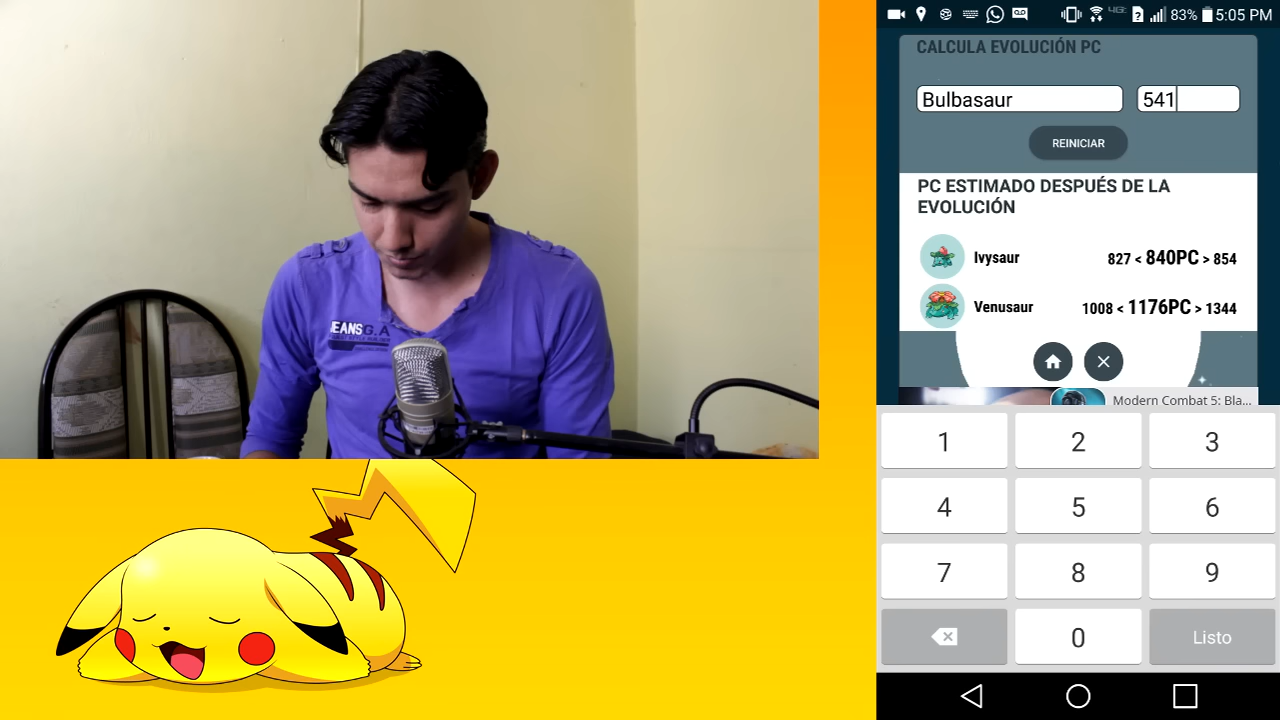 JEANS G.A
4G
83% 5:05 PM
CALCULA EVOLUCIÓN PC
Bulbasaur 541
REINICIAR
PC ESTIMADO DESPUÉS DE LA
EVOLUCIÓN
Ivysaur 827 < 840PC > 854
Venusaur 1008 < 1176PC > 1344
Modern Combat 5: Bla...
1 2 3
4 5 6
7 8 9
0 Listo